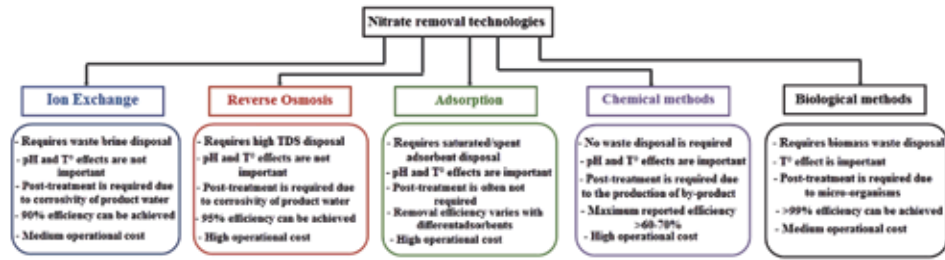 Nitrate removal technologies
Ion Exchange
- Requires waste brine disposal
- pH and T° effects are not
important
- Post-treatment is required due
to corrosivity of product water
- 90% efficiency can be achieved
- Medium operational cost
Reverse Osmosis
- Requires high TDS disposal
- pH and T° effects are not
important
- Post-treatment is required due
to corrosivity of product water
- 95% efficiency can be achieved
- High operational cost
Adsorption
- Requires saturated/spent
adsorbent disposal
- pH and T° effects are important
- Post-treatment is often not
required
- Removal efficiency varies with
differentadsorbents
- High operational cost
Chemical methods
- No waste disposal is required
- pH and T° effects are important
- Post-treatment is required due
to the production of by-product
- Maximum reported efficiency
>60-70%
- High operational cost
Biological methods
- Requires biomass waste disposal
- T° effect is important
- Post-treatment is required due
to micro-organisms
- >99% efficiency can be achieved
- Medium operational cost